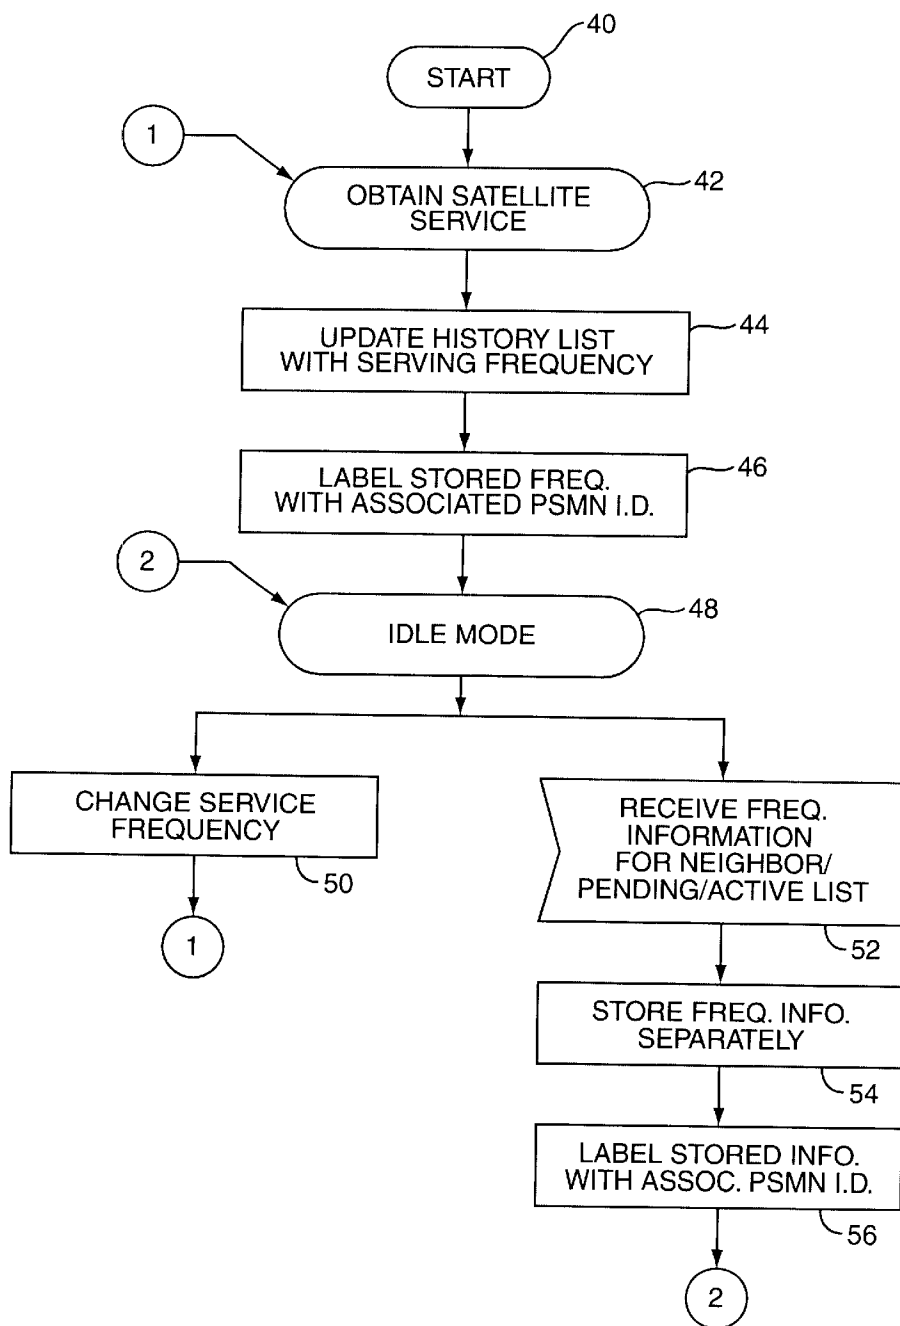 40
START
1
42
OBTAIN SATELLITE
SERVICE
44
UPDATE HISTORY LIST
WITH SERVING FREQUENCY
46
LABEL STORED FREQ.
WITH ASSOCIATED PSMN I.D.
2
48
IDLE MODE
CHANGE SERVICE
FREQUENCY
50
1
RECEIVE FREQ.
INFORMATION
FOR NEIGHBOR/
PENDING/ACTIVE LIST
52
STORE FREQ. INFO.
SEPARATELY
54
LABEL STORED INFO.
WITH ASSOC. PSMN I.D.
56
2